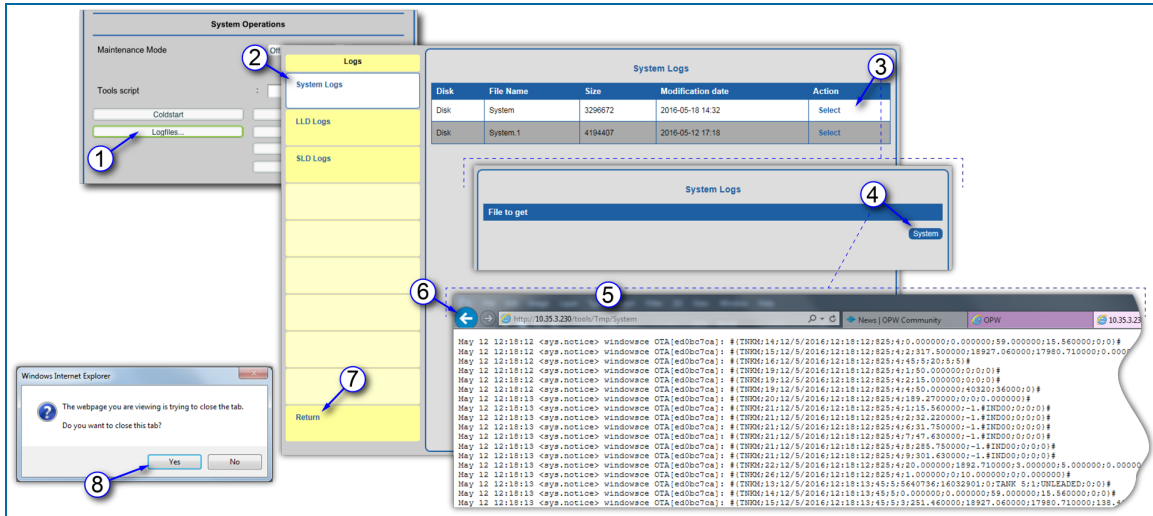 System Operations
Maintenance Mode
Tools script :
Coldstart
Logfiles...
1
2
Logs
System Logs
LLD Logs
SLD Logs
7
Return
System Logs
3
Disk File Name Size Modification date Action
Disk System 3296672 2016-05-18 14:32 Select
Disk System.1 4194407 2016-05-12 17:18 Select
System Logs
4
File to get
System
5
6
http://10.35.3.230/tools/Tmp/System News | OPW Community OPW 10.35.3.23
May 12 12:18:12 <sys.notice> windowsce OTA[ed0bc7ca]: #{TNKM;14;12/5/2016;12:18:12;825;4;0.000000;0.000000;59.000000;15.560000;0;0}#
May 12 12:18:12 <sys.notice> windowsce OTA[ed0bc7ca]: #{TNKM;15;12/5/2016;12:18:12;825;4;2;317.500000;18927.060000;17980.710000;0.0000
May 12 12:18:12 <sys.notice> windowsce OTA[ed0bc7ca]: #{TNKM;16;12/5/2016;12:18:12;825;4;45;5;20;5;5}#
May 12 12:18:12 <sys.notice> windowsce OTA[ed0bc7ca]: #{TNKM;19;12/5/2016;12:18:12;825;4;1;50.000000;0;0;0}#
May 12 12:18:12 <sys.notice> windowsce OTA[ed0bc7ca]: #{TNKM;19;12/5/2016;12:18:12;825;4;2;15.000000;0;0;0}#
May 12 12:18:12 <sys.notice> windowsce OTA[ed0bc7ca]: #{TNKM;19;12/5/2016;12:18:12;825;4;6;50.000000;40320;36000;0}#
May 12 12:18:13 <sys.notice> windowsce OTA[ed0bc7ca]: #{TNKM;20;12/5/2016;12:18:12;825;4;189.270000;0;0;0.000000}#
May 12 12:18:13 <sys.notice> windowsce OTA[ed0bc7ca]: #{TNKM;21;12/5/2016;12:18:12;825;4;1;15.560000;-1.#IND00;0;0;0}#
May 12 12:18:13 <sys.notice> windowsce OTA[ed0bc7ca]: #{TNKM;21;12/5/2016;12:18:12;825;4;2;32.220000;-1.#IND00;0;0;0}#
May 12 12:18:13 <sys.notice> windowsce OTA[ed0bc7ca]: #{TNKM;21;12/5/2016;12:18:12;825;4;6;31.750000;-1.#IND00;0;0;0}#
May 12 12:18:13 <sys.notice> windowsce OTA[ed0bc7ca]: #{TNKM;21;12/5/2016;12:18:12;825;4;7;47.630000;-1.#IND00;0;0;0}#
May 12 12:18:13 <sys.notice> windowsce OTA[ed0bc7ca]: #{TNKM;21;12/5/2016;12:18:12;825;4;8;285.750000;-1.#IND00;0;0;0}#
May 12 12:18:13 <sys.notice> windowsce OTA[ed0bc7ca]: #{TNKM;21;12/5/2016;12:18:12;825;4;9;301.630000;-1.#IND00;0;0;0}#
May 12 12:18:13 <sys.notice> windowsce OTA[ed0bc7ca]: #{TNKM;22;12/5/2016;12:18:12;825;4;20.000000;1892.710000;3.000000;5.000000;0.00000
May 12 12:18:13 <sys.notice> windowsce OTA[ed0bc7ca]: #{TNKM;26;12/5/2016;12:18:12;825;4;2;1.000000;0;10.000000;0;0.000000}#
May 12 12:18:13 <sys.notice> windowsce OTA[ed0bc7ca]: #{TNKM;13;12/5/2016;12:18:13;45;5;5640736;16032901;0;TANK 5;1;UNLEADED;0;0}#
May 12 12:18:13 <sys.notice> windowsce OTA[ed0bc7ca]: #{TNKM;14;12/5/2016;12:18:13;45;5;0.000000;0.000000;59.000000;15.560000;0;0}#
May 12 12:18:13 <sys.notice> windowsce OTA[ed0bc7ca]: #{TNKM;15;12/5/2016;12:18:13;45;5;3;251.460000;18927.060000;17980.710000;138.4
Windows Internet Explorer
The webpage you are viewing is trying to close the tab.
Do you want to close this tab?
Yes No
8